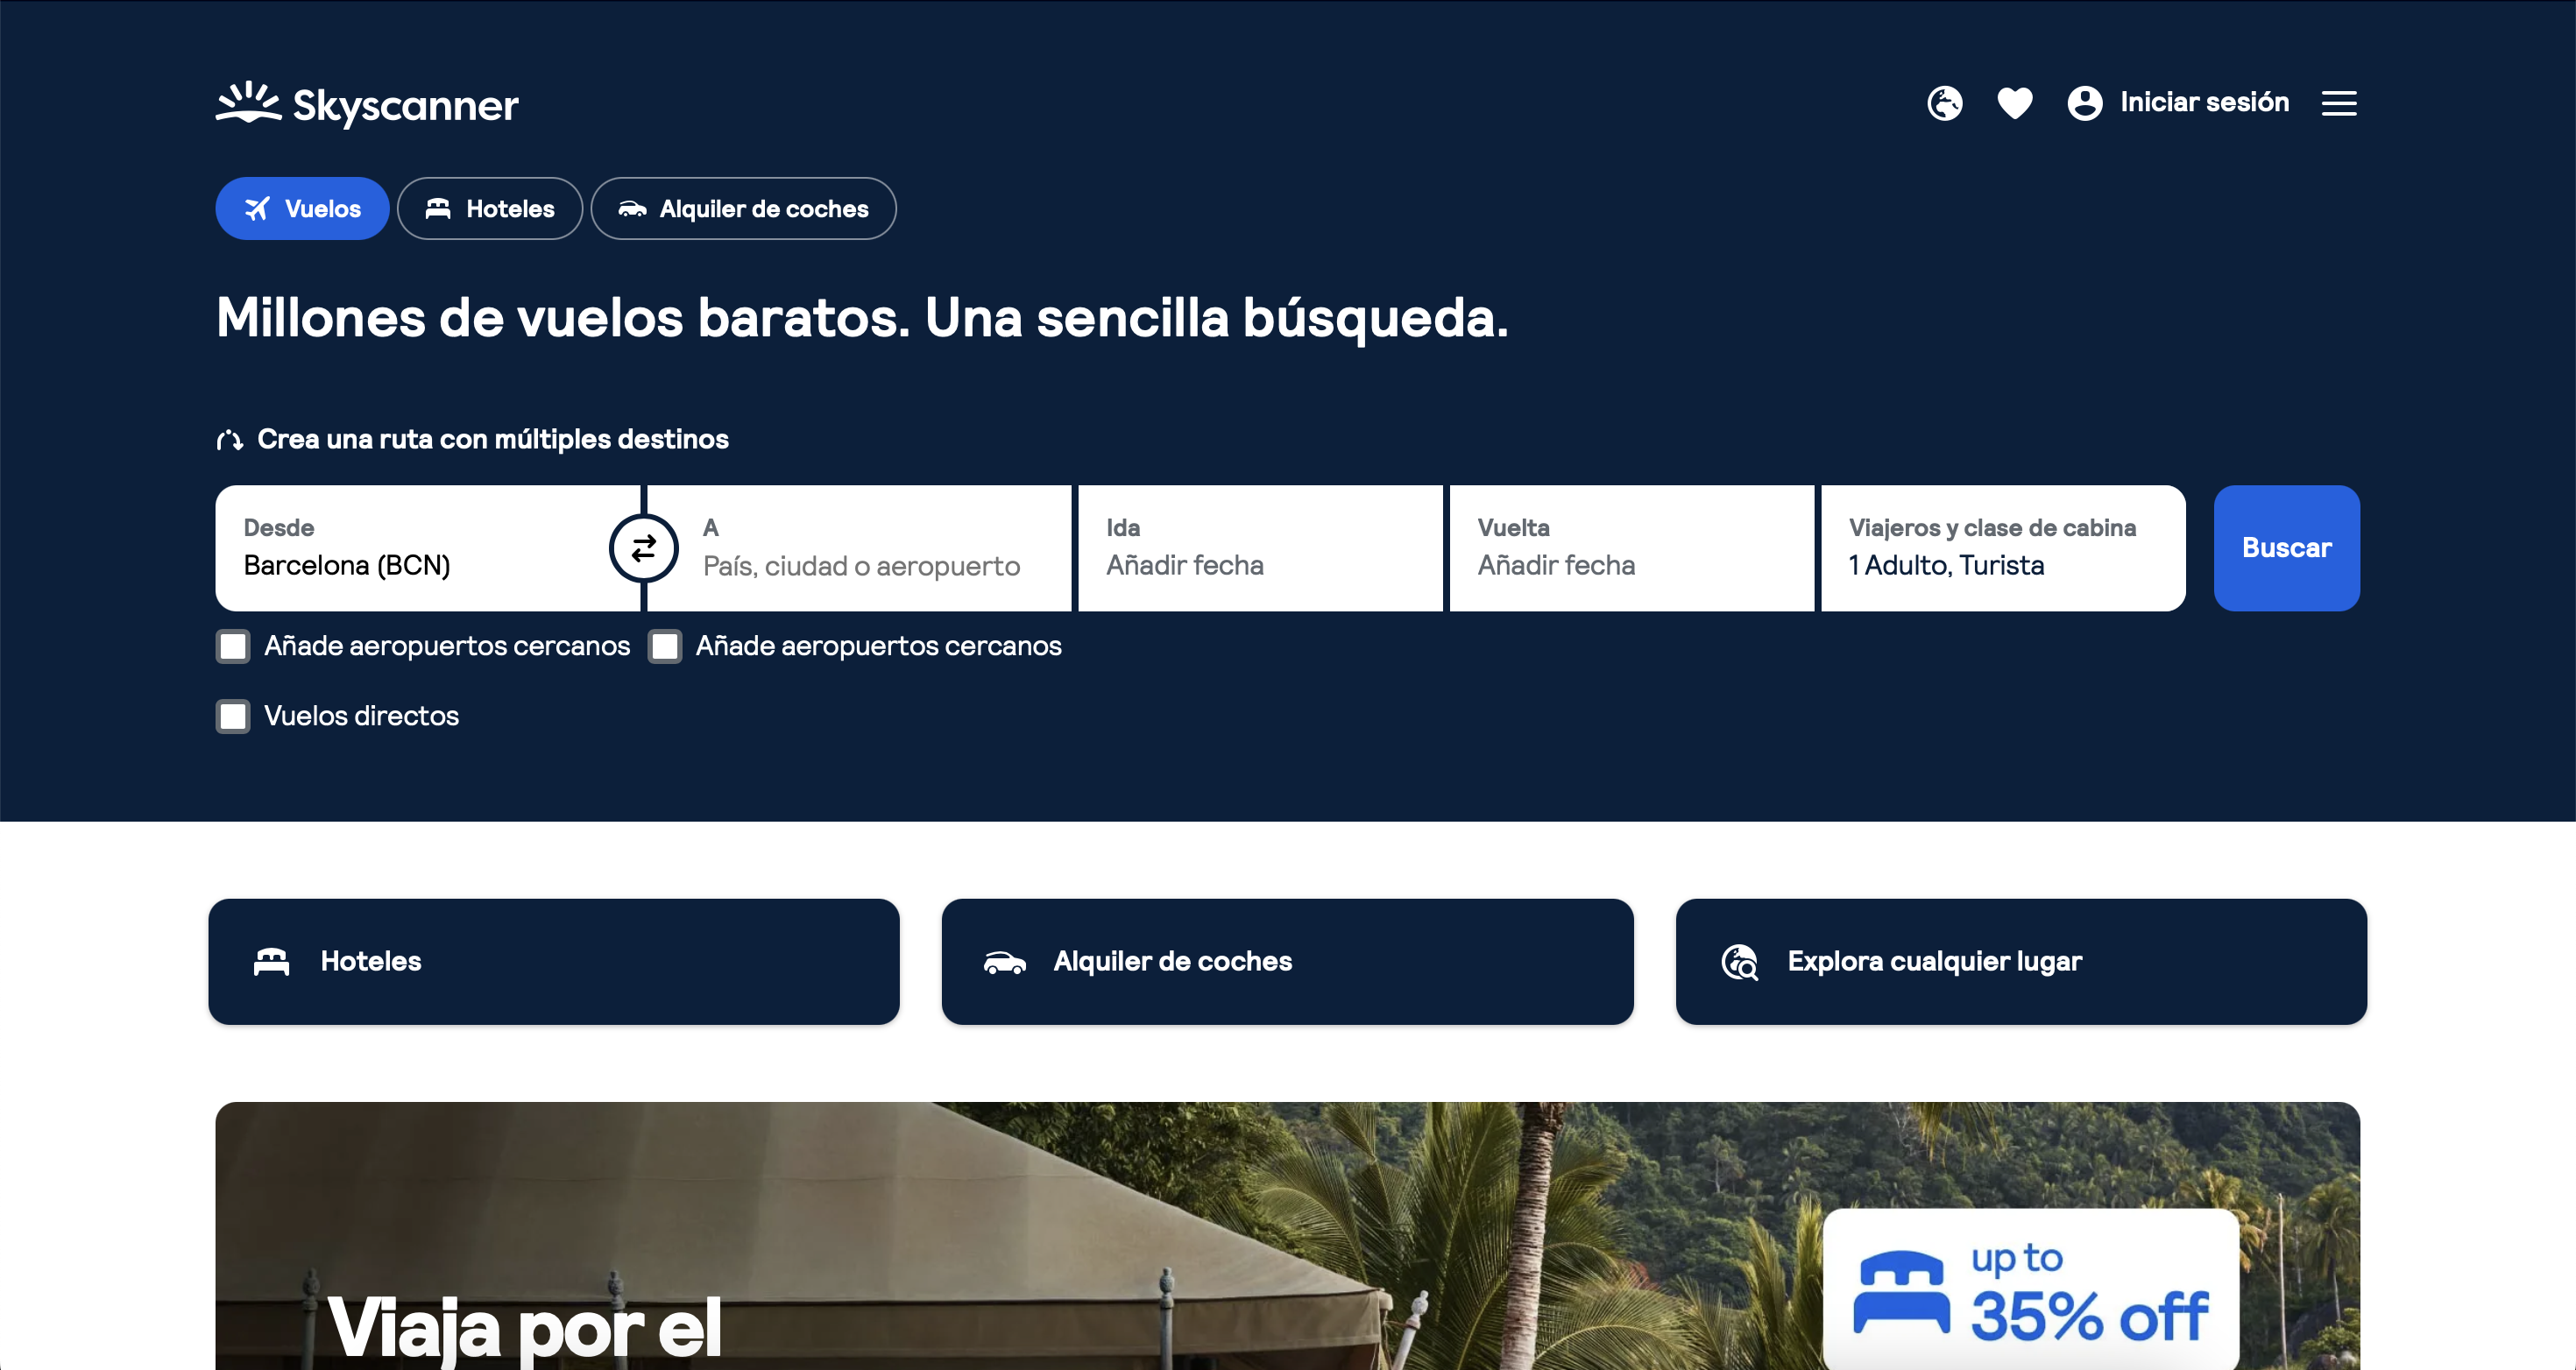 Skyscanner
Iniciar sesión
Vuelos
Hoteles
Alquiler de coches
Millones de vuelos baratos. Una sencilla búsqueda.
Crea una ruta con múltiples destinos
Desde
Barcelona (BCN)
A
País, ciudad o aeropuerto
Ida
Añadir fecha
Vuelta
Añadir fecha
Viajeros y clase de cabina
1 Adulto, Turista
Buscar
Añade aeropuertos cercanos
Añade aeropuertos cercanos
Vuelos directos
Hoteles
Alquiler de coches
Explora cualquier lugar
Viaja por el
up to
35% off